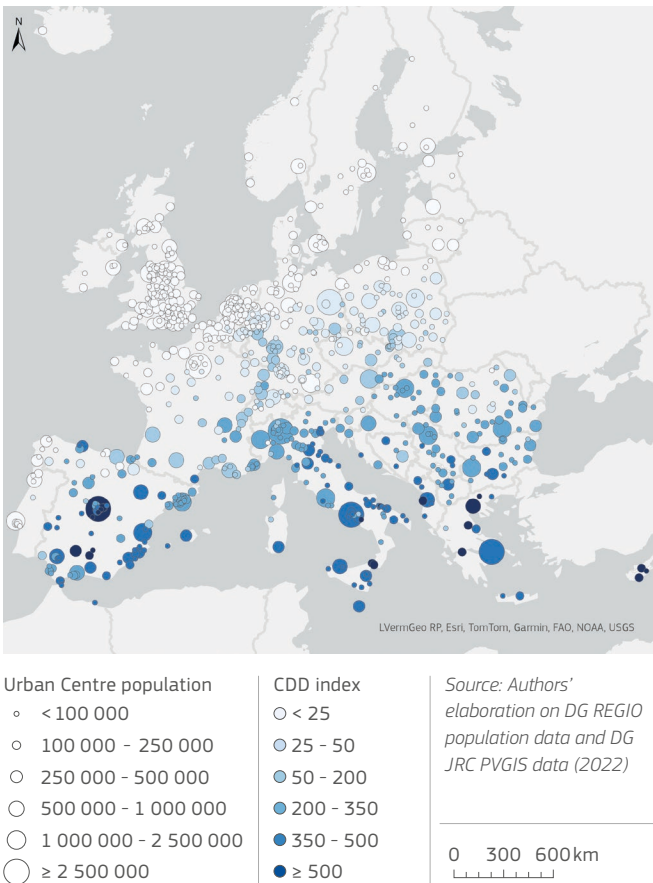 N
LVermGeo RP, Esri, TomTom, Garmin, FAO, NOAA, USGS
Urban Centre population
< 100 000
100 000 - 250 000
250 000 - 500 000
500 000 - 1 000 000
1 000 000 - 2 500 000
≥ 2 500 000
CDD index
< 25
25 - 50
50 - 200
200 - 350
350 - 500
≥ 500
Source: Authors'
elaboration on DG REGIO
population data and DG
JRC PVGIS data (2022)
0 300 600 km